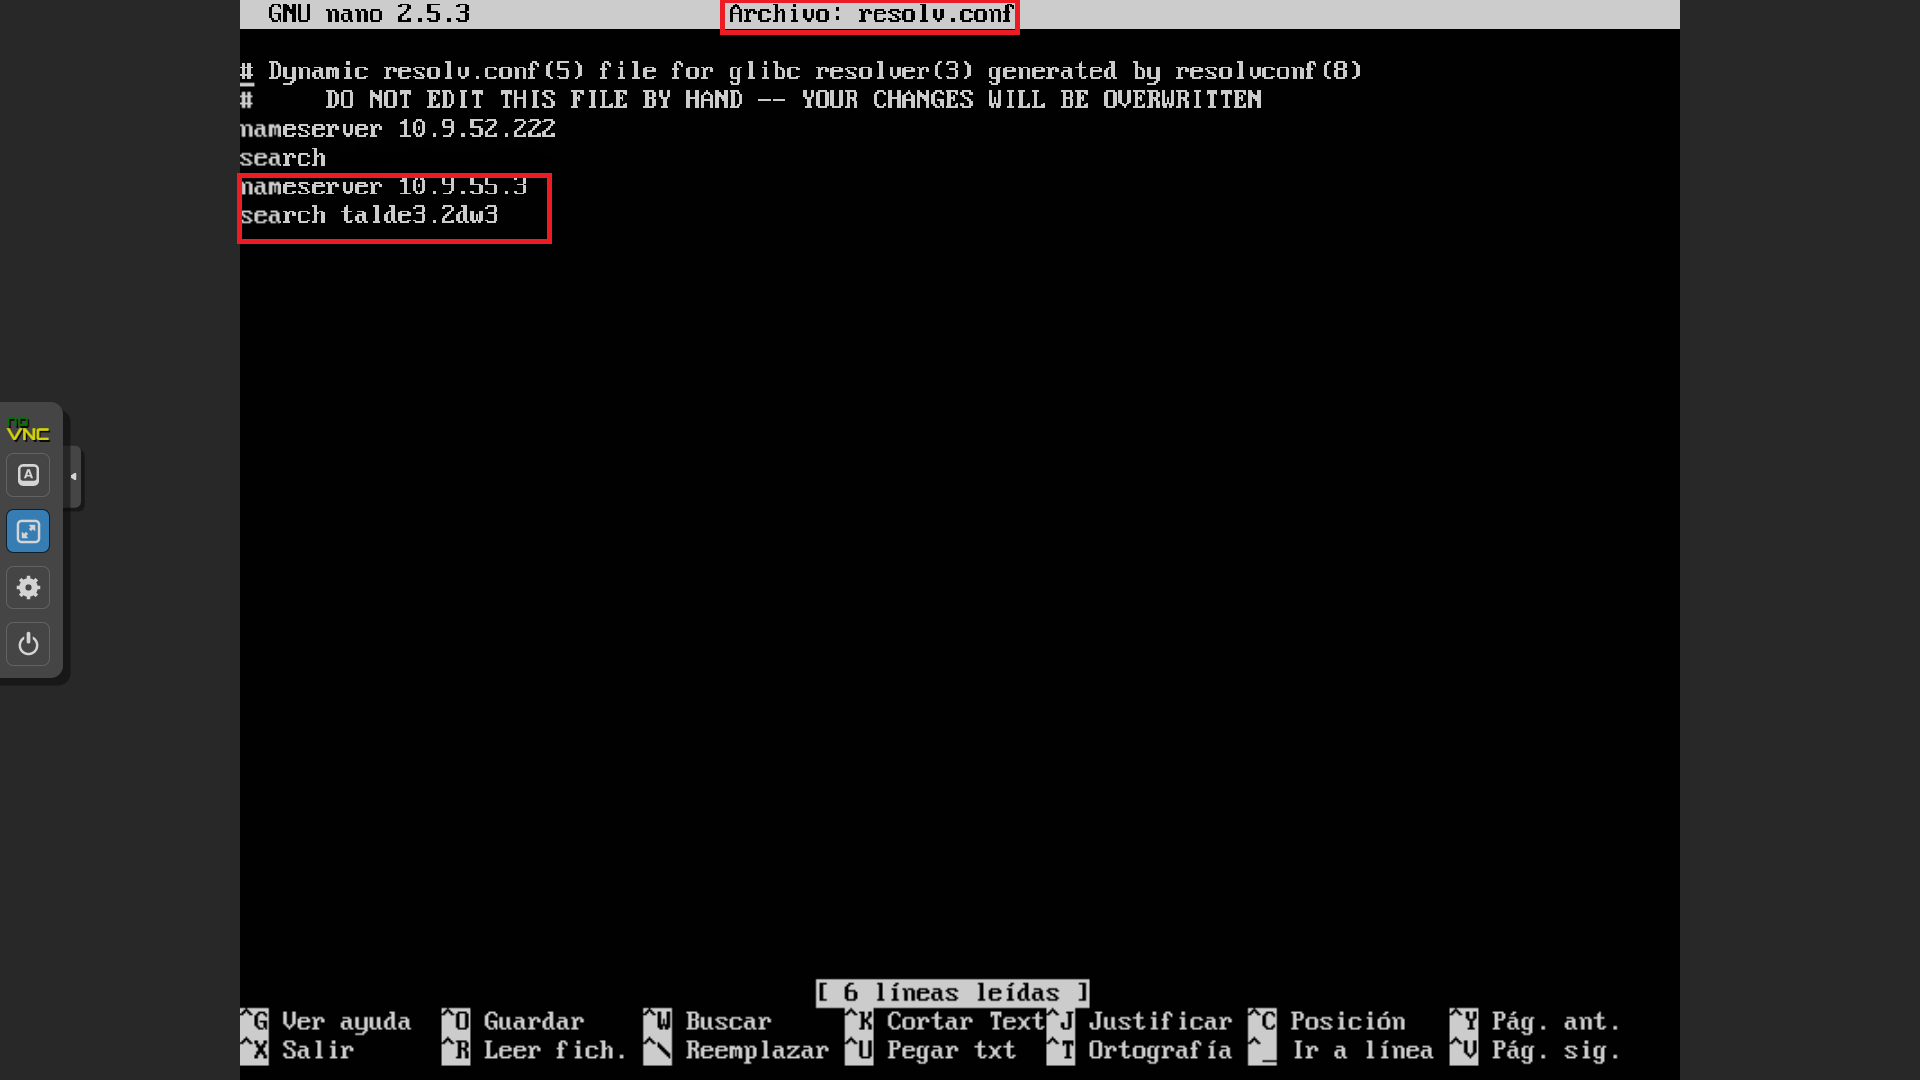 GNU nano 2.5.3 Archivo: resolv.conf
# Dynamic resolv.conf(5) file for glibc resolver(3) generated by resolvconf(8)
# DO NOT EDIT THIS FILE BY HAND -- YOUR CHANGES WILL BE OVERWRITTEN
nameserver 10.9.52.222
search
nameserver 10.9.55.3
search talde3.2dw3
no
VNC
A
[ 6 líneas leídas ]
^G Ver ayuda ^O Guardar ^W Buscar ^K Cortar Text ^J Justificar ^C Posición ^Y Pág. ant.
^X Salir ^R Leer fich. ^\ Reemplazar ^U Pegar txt ^T Ortografía ^_ Ir a línea ^V Pág. sig.